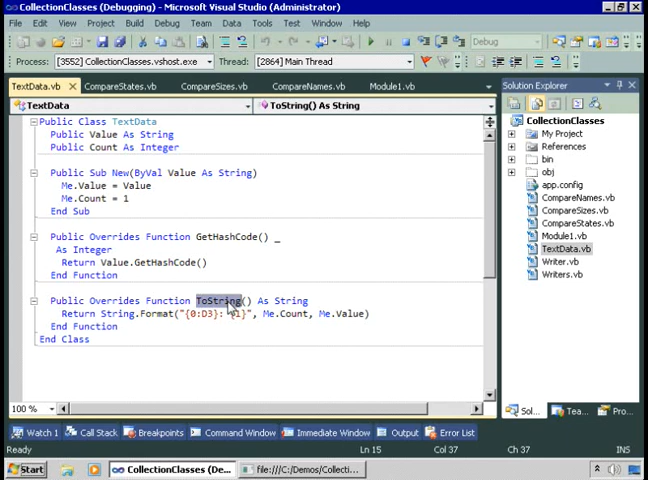 CollectionClasses (Debugging) - Microsoft Visual Studio (Administrator)
File Edit View Project Build Debug Team Data Tools Test Window Help
Debug
Process: [3552] CollectionClasses.vshost.exe Thread: [2864] Main Thread
TextData.vb CompareStates.vb CompareSizes.vb CompareNames.vb Module1.vb
TextData ToString() As String
Public Class TextData
Public Value As String
Public Count As Integer
Public Sub New(ByVal Value As String)
Me.Value = Value
Me.Count = 1
End Sub
Public Overrides Function GetHashCode() _
As Integer
Return Value.GetHashCode()
End Function
Public Overrides Function ToString() As String
Return String.Format("{0:D3}: {1}", Me.Count, Me.Value)
End Function
End Class
100 %
Solution Explorer
CollectionClasses
My Project
References
bin
obj
app.config
CompareNames.vb
CompareSizes.vb
CompareStates.vb
Module1.vb
TextData.vb
Writer.vb
Writers.vb
Sol... Tea... Pro...
Watch 1 Call Stack Breakpoints Command Window Immediate Window Output Error List
Ready Ln 15 Col 37 Ch 37 INS
Start CollectionClasses (De... file:///C:/Demos/Collecti...